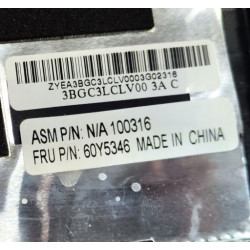 ZYEA3BGC3LCLV0003G02316
3BGC3LCLV00 3A C
ASM P/N: N/A 100316
FRU P/N: 60Y5346 MADE IN CHINA